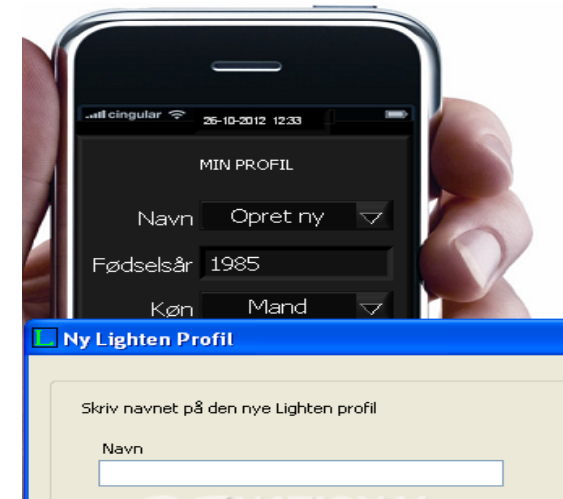 cingular 26-10-2012 12:33
MIN PROFIL
Navn Opret ny
Fødselsår 1985
Køn Mand
L Ny Lighten Profil
Skriv navnet på den nye Lighten profil
Navn